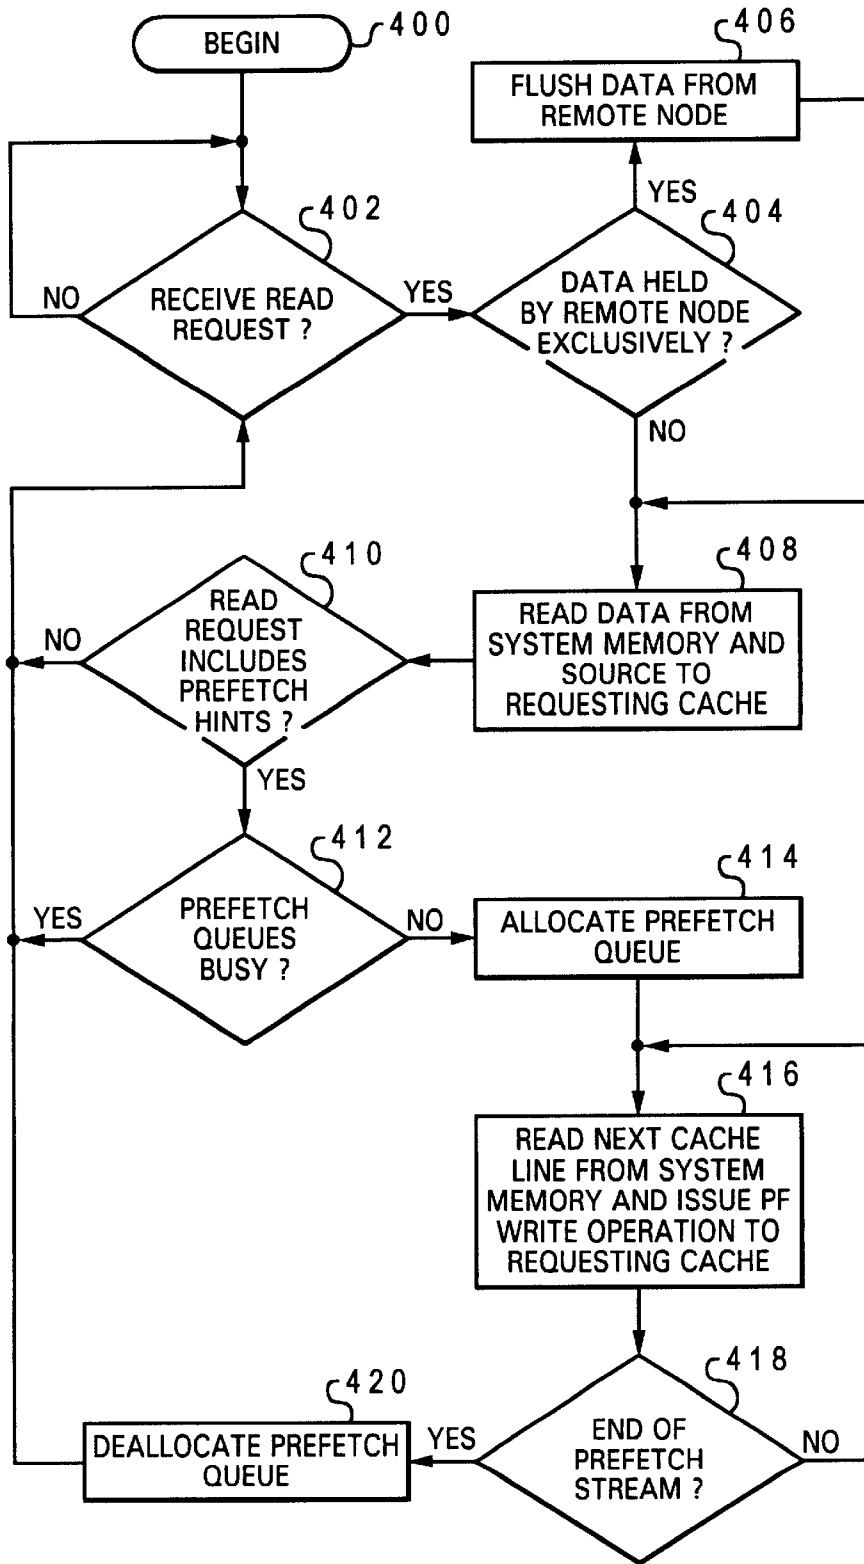 BEGIN
400
406
FLUSH DATA FROM
REMOTE NODE
YES
402
404
RECEIVE READ
REQUEST ?
NO
YES
DATA HELD
BY REMOTE NODE
EXCLUSIVELY ?
NO
410
408
READ
REQUEST
INCLUDES
PREFETCH
HINTS ?
NO
YES
READ DATA FROM
SYSTEM MEMORY AND
SOURCE TO
REQUESTING CACHE
412
414
PREFETCH
QUEUES
BUSY ?
YES
NO
ALLOCATE PREFETCH
QUEUE
416
READ NEXT CACHE
LINE FROM SYSTEM
MEMORY AND ISSUE PF
WRITE OPERATION TO
REQUESTING CACHE
418
END OF
PREFETCH
STREAM ?
YES
NO
420
DEALLOCATE PREFETCH
QUEUE